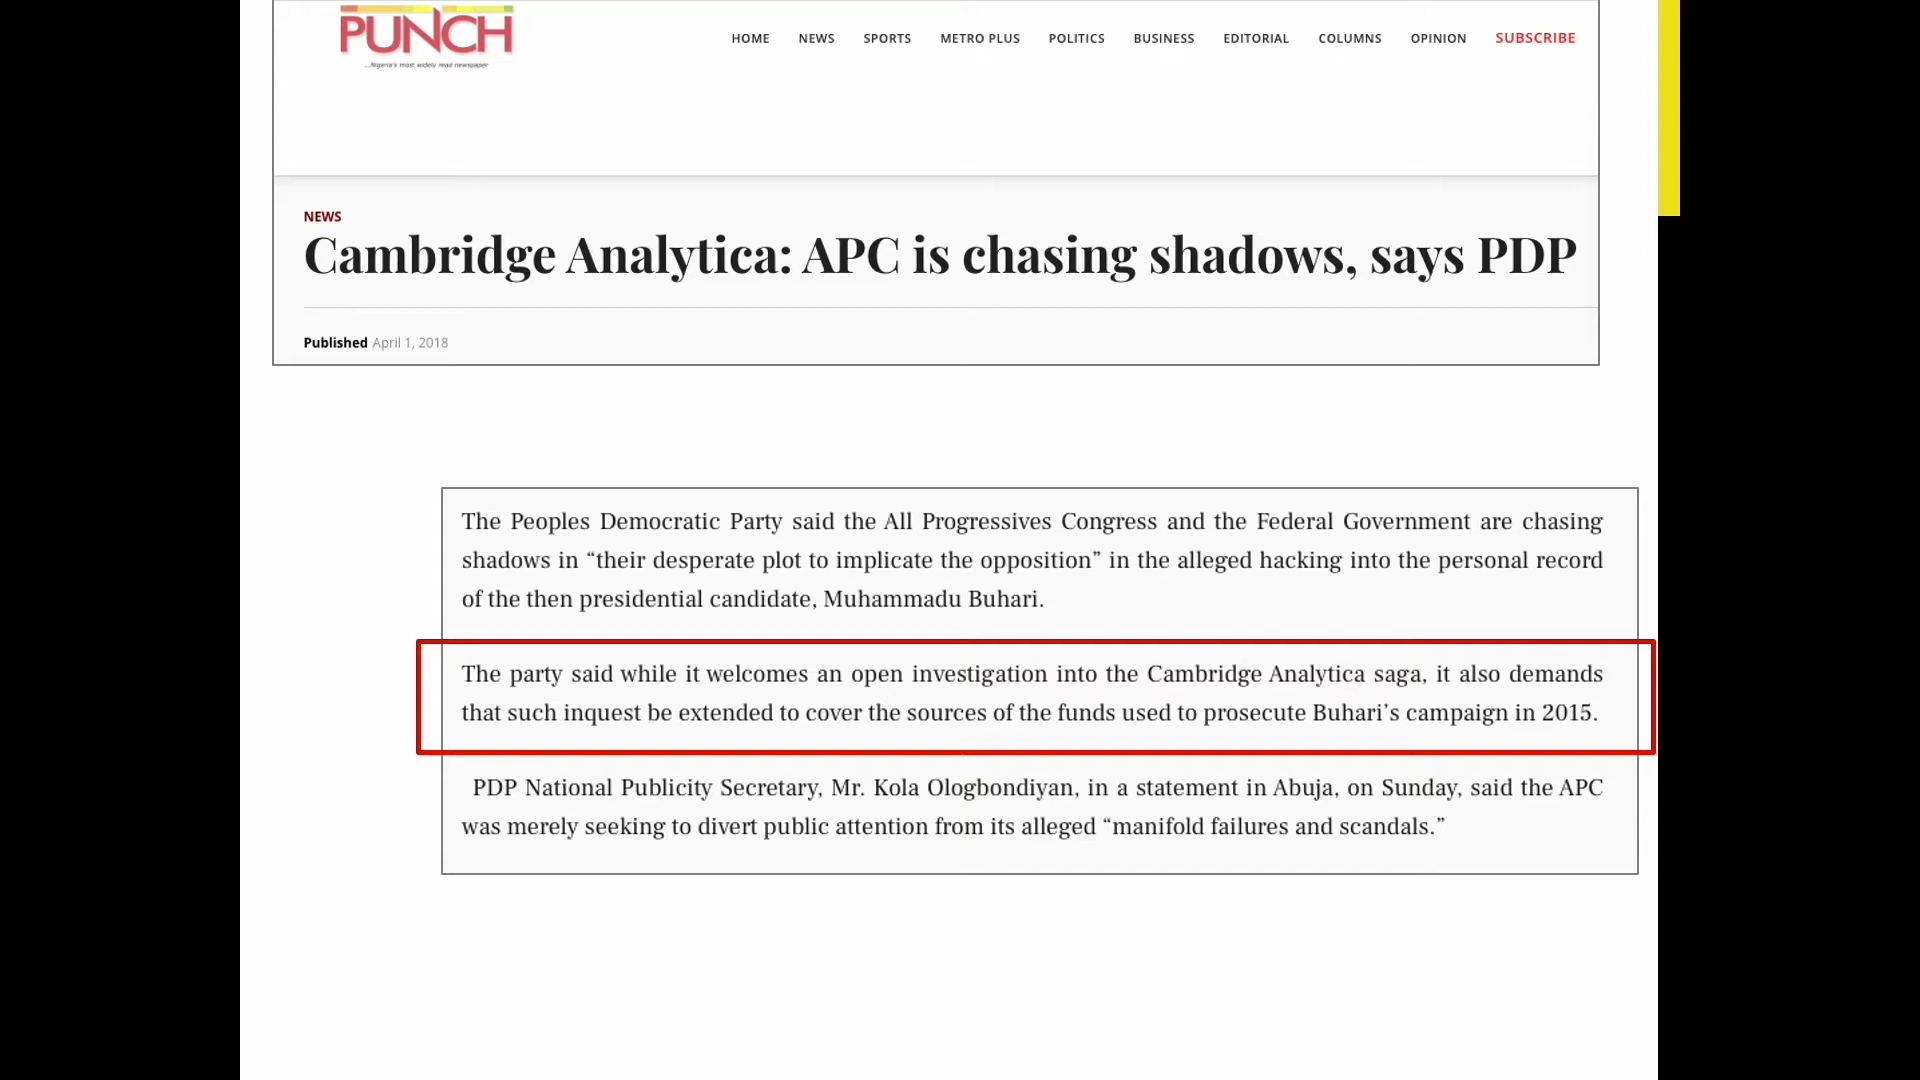 PUNCH
...Nigeria's most widely read newspaper
HOME NEWS SPORTS METRO PLUS POLITICS BUSINESS EDITORIAL COLUMNS OPINION SUBSCRIBE
NEWS
Cambridge Analytica: APC is chasing shadows, says PDP
Published April 1, 2018
The Peoples Democratic Party said the All Progressives Congress and the Federal Government are chasing
shadows in “their desperate plot to implicate the opposition” in the alleged hacking into the personal record
of the then presidential candidate, Muhammadu Buhari.
The party said while it welcomes an open investigation into the Cambridge Analytica saga, it also demands
that such inquest be extended to cover the sources of the funds used to prosecute Buhari’s campaign in 2015.
PDP National Publicity Secretary, Mr. Kola Ologbondiyan, in a statement in Abuja, on Sunday, said the APC
was merely seeking to divert public attention from its alleged “manifold failures and scandals.”